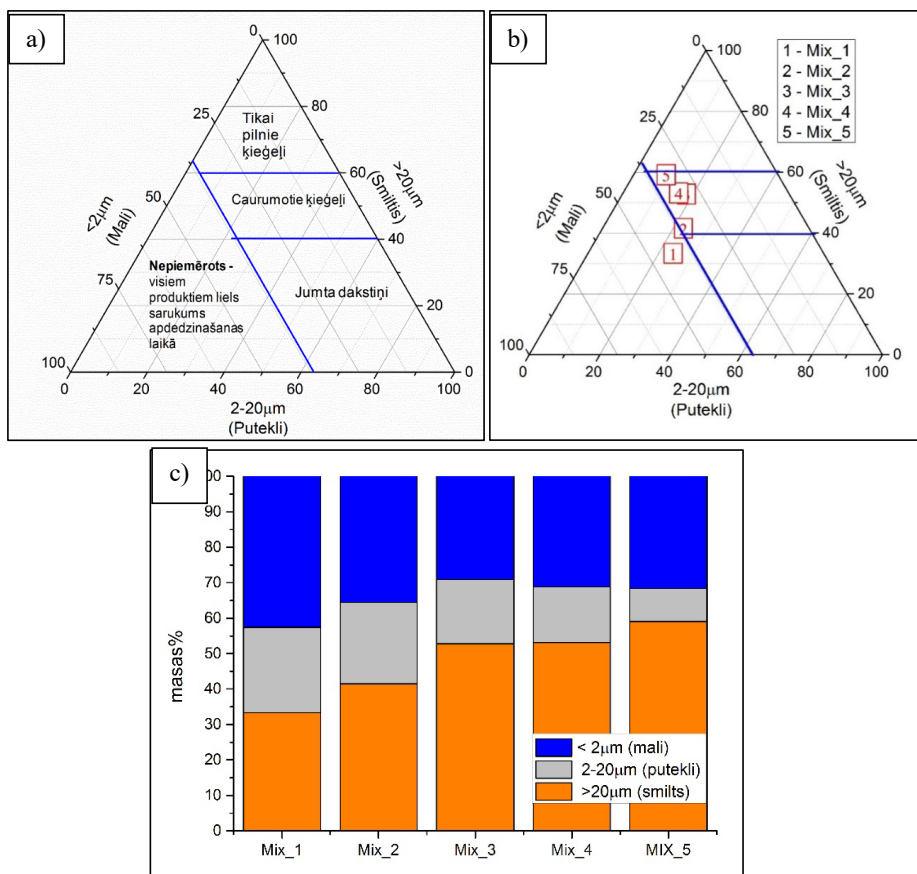 a)
0
100
25
80
Tikai
pilnie
ķieģeļi
>20µm
(Smiltis)
<2µm
(Mali)
50
60
Caurumotie ķieģeļi
40
75
Nepiemērots -
visiem
produktiem liels
sarukums
apdedzināšanas
laikā
Jumta dakstiņi
20
100
0
0
20
40
60
80
100
2-20µm
(Putekli)
b)
0
100
1 - Mix_1
2 - Mix_2
3 - Mix_3
4 - Mix_4
5 - Mix_5
25
80
>20µm
(Smiltis)
<2µm
(Mali)
50
60
5
4
2
1
40
75
20
100
0
0
20
40
60
80
100
2-20µm
(Putekli)
c)
masas%
00
90
80
70
60
50
40
30
20
10
0
< 2µm (mali)
2-20µm (putekli)
>20µm (smilts)
Mix_1 Mix_2 Mix_3 Mix_4 MIX_5